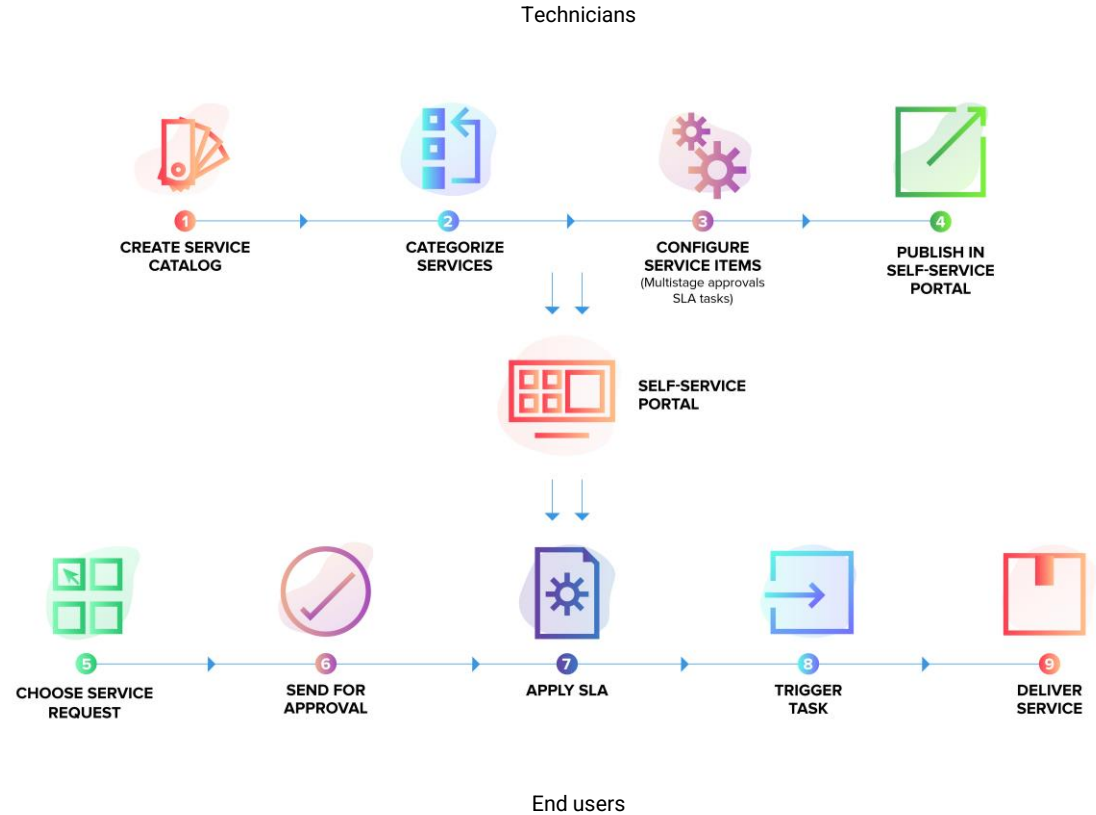 Technicians
1
2
3
4
CREATE SERVICE
CATALOG
CATEGORIZE
SERVICES
CONFIGURE
SERVICE ITEMS
(Multistage approvals
SLA tasks)
PUBLISH IN
SELF-SERVICE
PORTAL
SELF-SERVICE
PORTAL
5
6
7
8
9
CHOOSE SERVICE
REQUEST
SEND FOR
APPROVAL
APPLY SLA
TRIGGER
TASK
DELIVER
SERVICE
End users